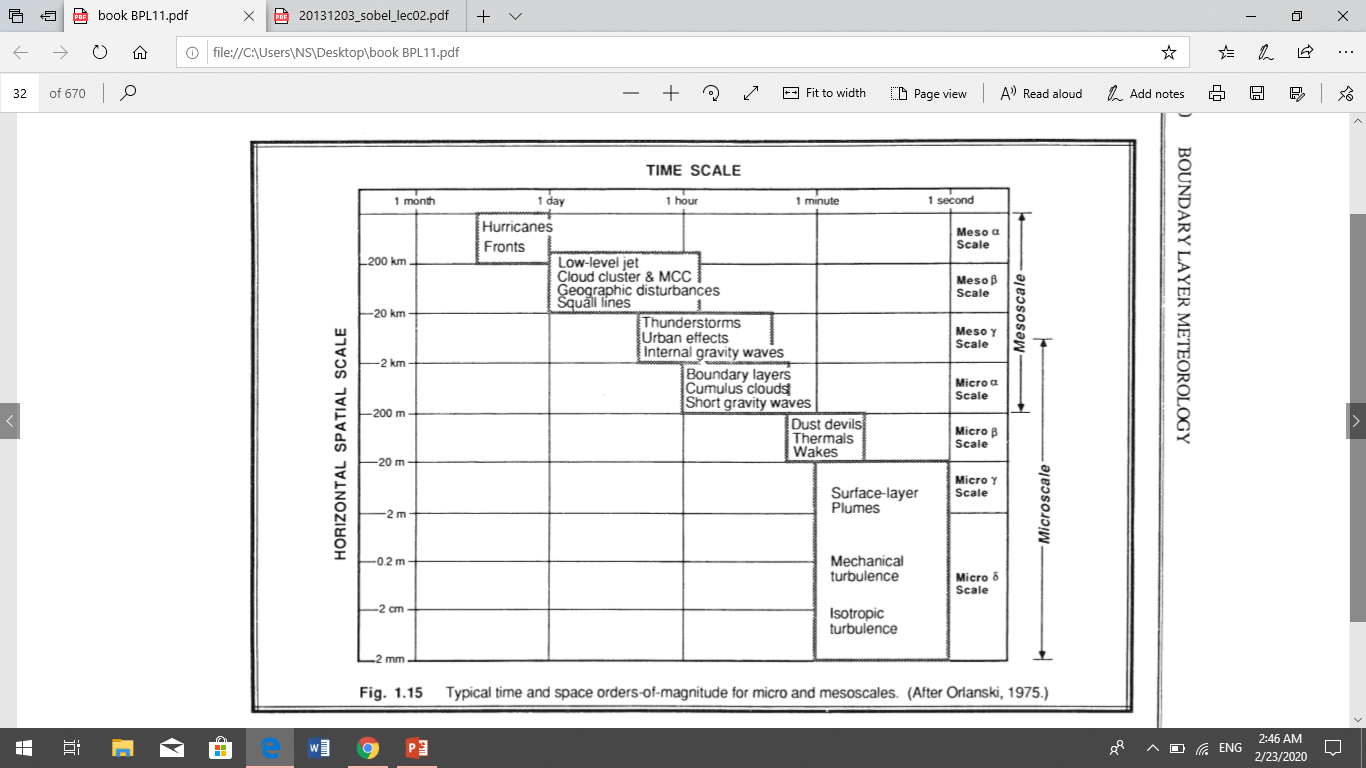 book BPL11.pdf
20131203_sobel_lec02.pdf
file://C:\Users\NS\Desktop\book BPL11.pdf
32 of 670
Fit to width
Page view
Read aloud
Add notes
BOUNDARY LAYER METEOROLOGY
TIME SCALE
1 month 1 day 1 hour 1 minute 1 second
HORIZONTAL SPATIAL SCALE
Hurricanes
Fronts
Meso α
Scale
200 km
Low-level jet
Cloud cluster & MCC
Geographic disturbances
Squall lines
Meso β
Scale
20 km
Thunderstorms
Urban effects
Internal gravity waves
Meso γ
Scale
2 km
Boundary layers
Cumulus clouds
Short gravity waves
Micro α
Scale
200 m
Dust devils
Thermals
Wakes
Micro β
Scale
20 m
Surface-layer
Plumes
Micro γ
Scale
2 m
0.2 m
Mechanical
turbulence
Micro δ
Scale
2 cm
Isotropic
turbulence
2 mm
Mesoscale
Microscale
Fig. 1.15 Typical time and space orders-of-magnitude for micro and mesoscales. (After Orlanski, 1975.)
ENG
2:46 AM
2/23/2020